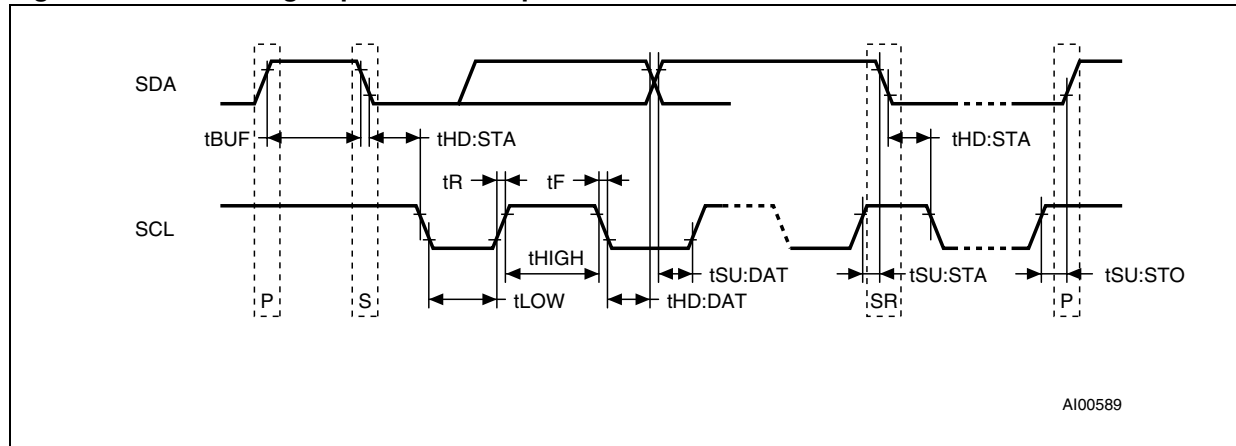 SDA
tBUF
tHD:STA
tHD:STA
tR
tF
SCL
tHIGH
tSU:DAT
tSU:STA
tSU:STO
P
S
tLOW
tHD:DAT
SR
P
AI00589